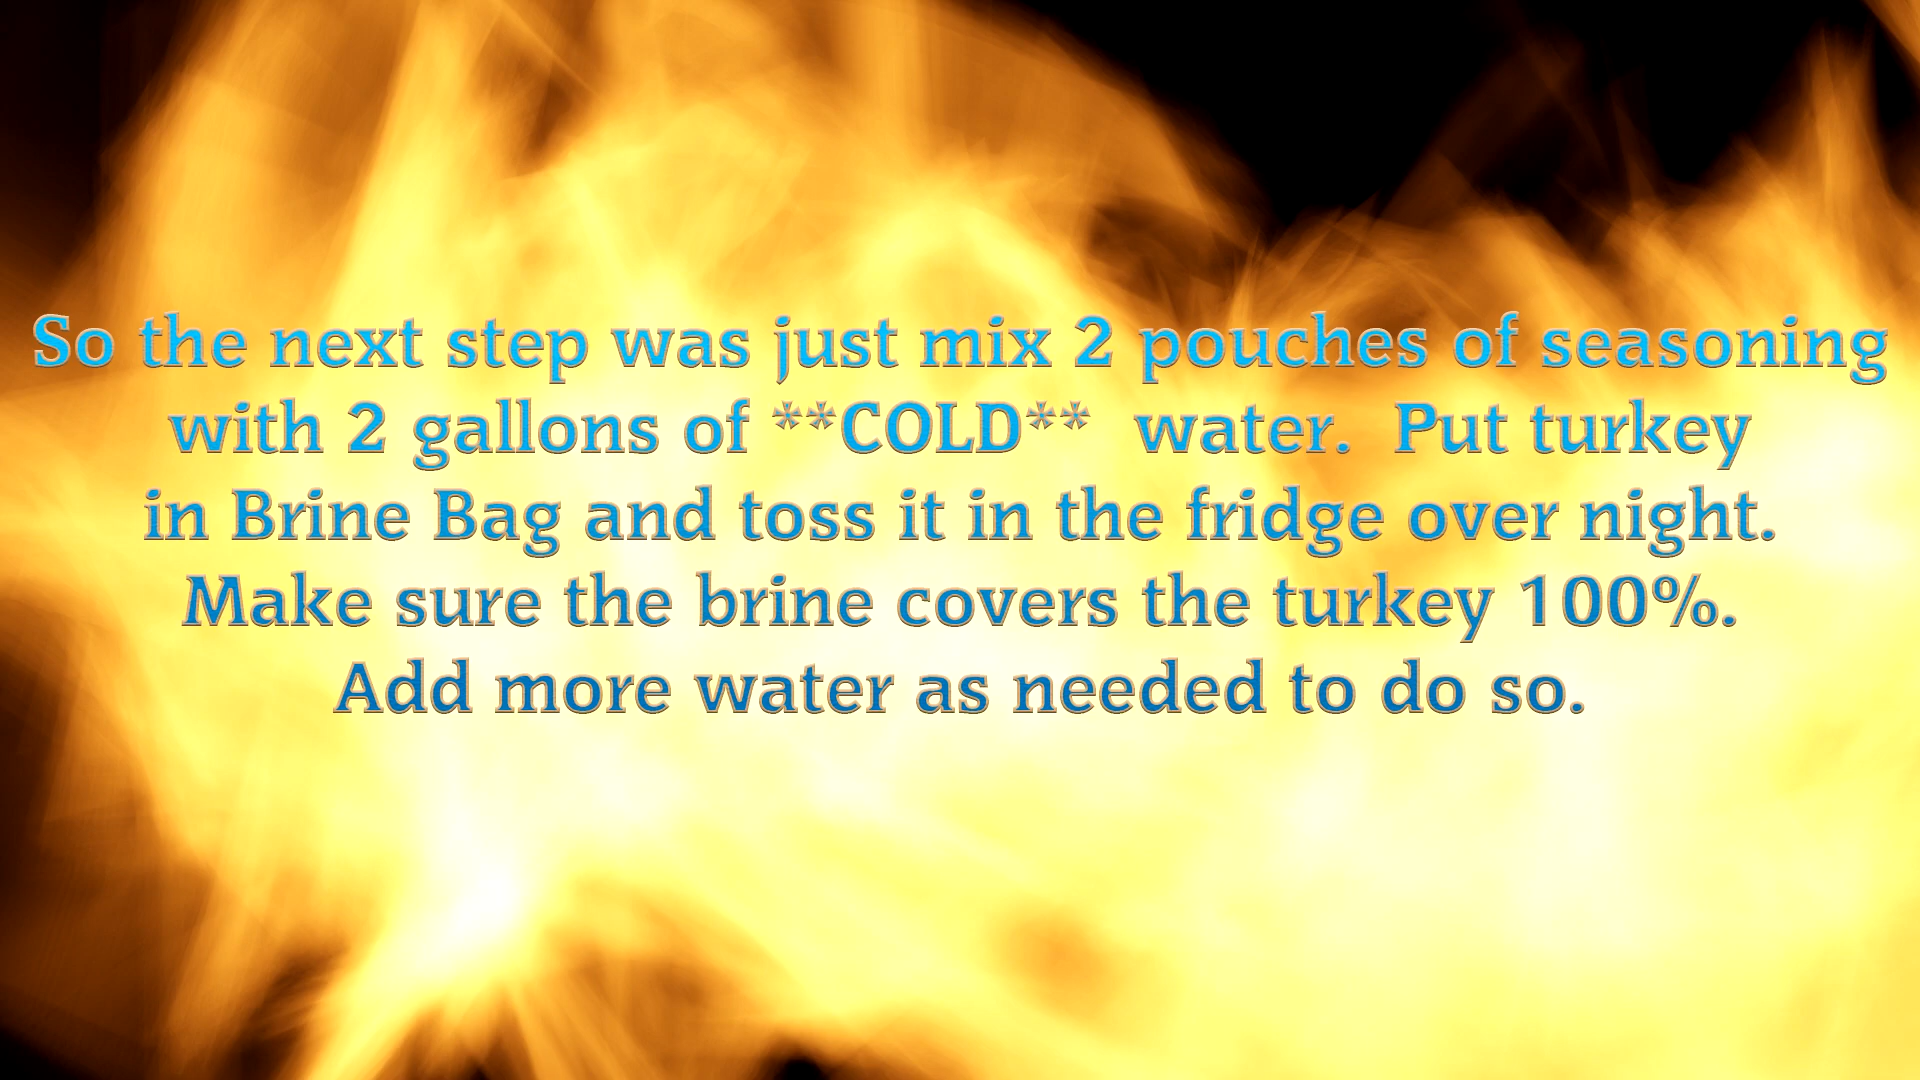 So the next step was just mix 2 pouches of seasoning
with 2 gallons of **COLD**  water.  Put turkey
in Brine Bag and toss it in the fridge over night.
Make sure the brine covers the turkey 100%.
Add more water as needed to do so.